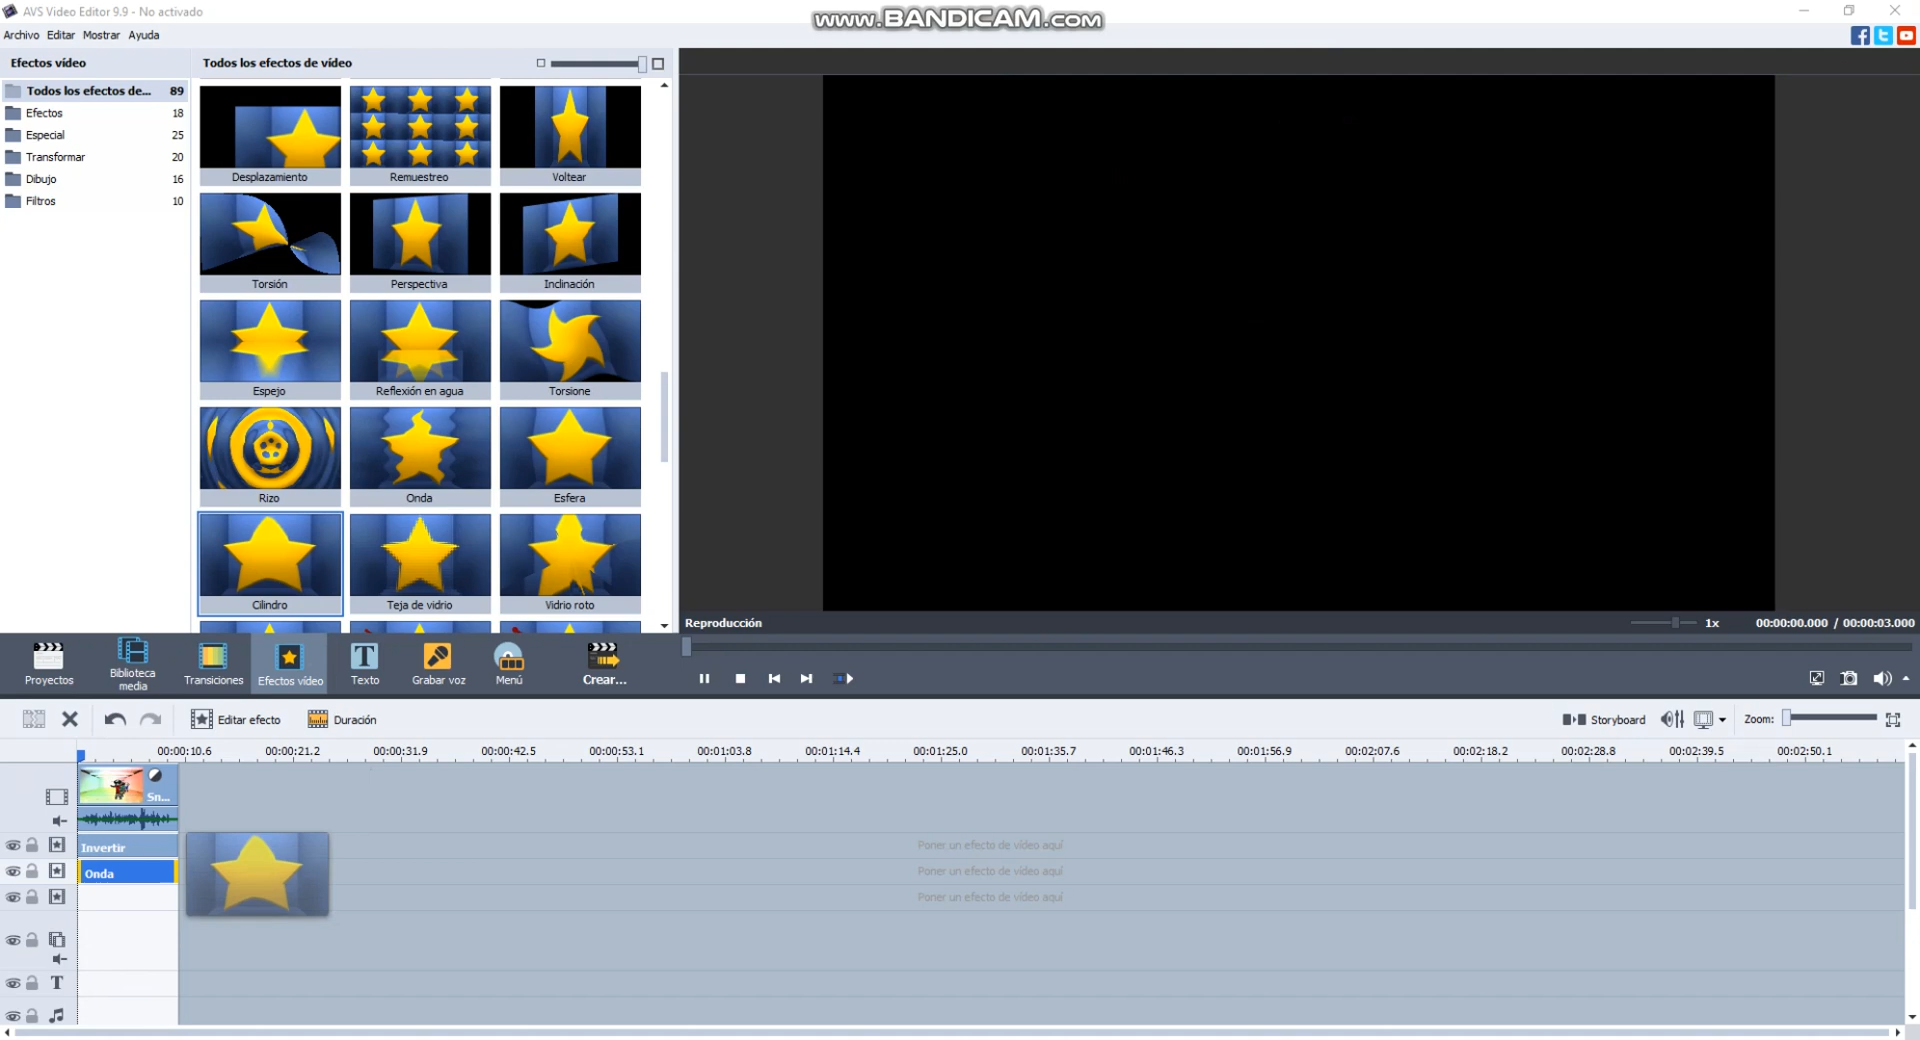 AVS Video Editor 9.9 - No activado
www.BANDICAM.com
Archivo Editar Mostrar Ayuda
Efectos vídeo
Todos los efectos de vídeo
Todos los efectos de... 89
Efectos 18
Especial 25
Transformar 20
Dibujo 16
Filtros 10
Desplazamiento Remuestreo Voltear
Torsión Perspectiva Inclinación
Espejo Reflexión en agua Torsione
Rizo Onda Esfera
Cilindro Teja de vidrio Vidrio roto
Reproducción 1x 00:00:00.000 / 00:00:03.000
Proyectos Biblioteca media Transiciones Efectos vídeo Texto Grabar voz Menú Crear...
Editar efecto Duración Storyboard Zoom:
00:00:10.6 00:00:21.2 00:00:31.9 00:00:42.5 00:00:53.1 00:01:03.8 00:01:14.4 00:01:25.0 00:01:35.7 00:01:46.3 00:01:56.9 00:02:07.6 00:02:18.2 00:02:28.8 00:02:39.5 00:02:50.1
Sn...
Invertir Poner un efecto de vídeo aquí
Onda Poner un efecto de vídeo aquí
Poner un efecto de vídeo aquí
T